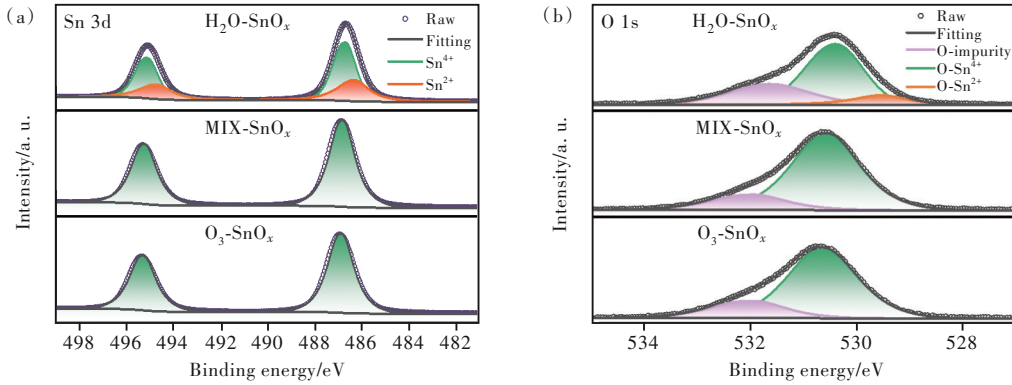 (a)
Sn 3d
H₂O-SnOₓ
Raw
Fitting
Sn⁴⁺
Sn²⁺
MIX-SnOₓ
O₃-SnOₓ
Intensity/a. u.
498 496 494 492 490 488 486 484 482
Binding energy/eV
(b)
O 1s
H₂O-SnOₓ
Raw
Fitting
O-impurity
O-Sn⁴⁺
O-Sn²⁺
MIX-SnOₓ
O₃-SnOₓ
Intensity/a. u.
534 532 530 528
Binding energy/eV